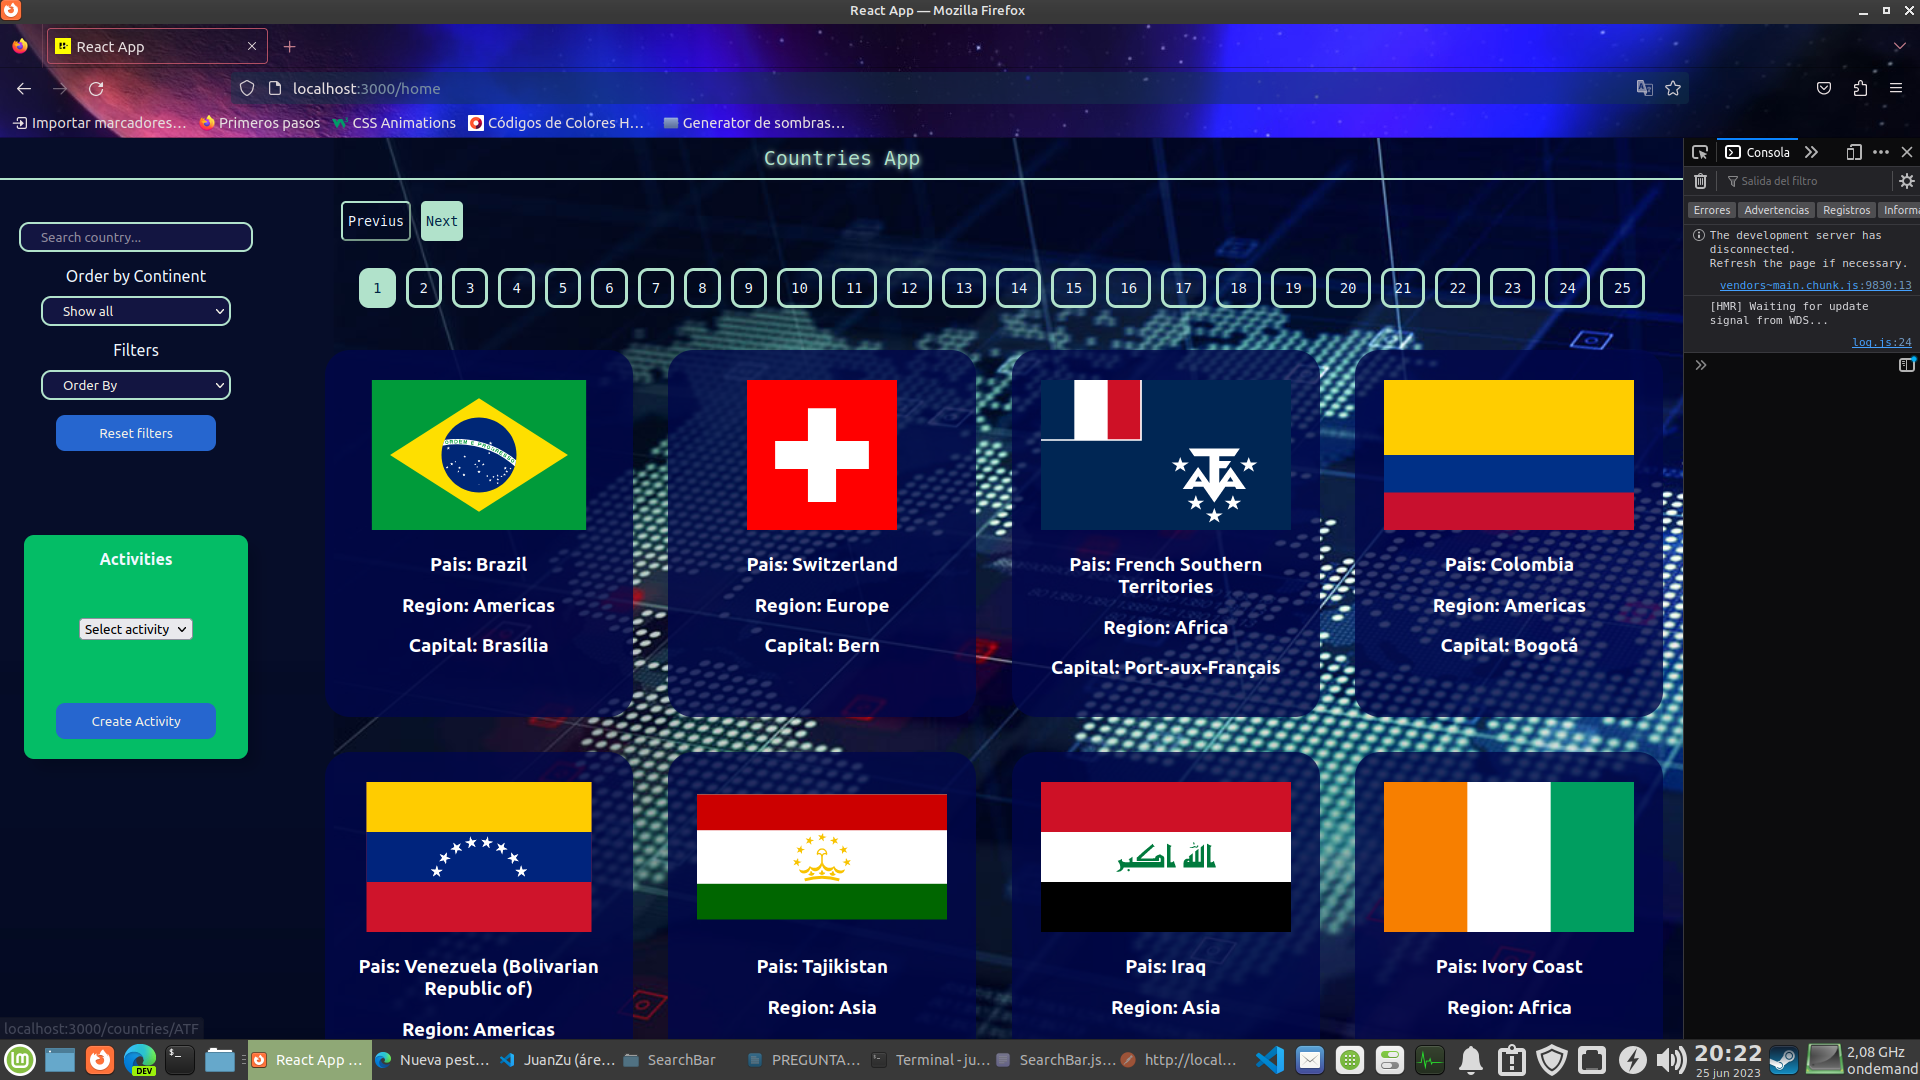 React App — Mozilla Firefox
React App
localhost:3000/home
Importar marcadores…
Primeros pasos
CSS Animations
Códigos de Colores H…
Generator de sombras…
Countries App
Consola
Salida del filtro
Errores
Advertencias
Registros
Informa
The development server has
disconnected.
Refresh the page if necessary.
vendors~main.chunk.js:9830:13
[HMR] Waiting for update
signal from WDS...
log.js:24
Previus
Next
1 2 3 4 5 6 7 8 9 10 11 12 13 14 15 16 17 18 19 20 21 22 23 24 25
Search country...
Order by Continent
Show all
Filters
Order By
Reset filters
Activities
Select activity
Create Activity
ORDEM E PROGRESSO
Pais: Brazil
Region: Americas
Capital: Brasília
Pais: Switzerland
Region: Europe
Capital: Bern
Pais: French Southern
Territories
Region: Africa
Capital: Port-aux-Français
Pais: Colombia
Region: Americas
Capital: Bogotá
Pais: Venezuela (Bolivarian
Republic of)
Region: Americas
Pais: Tajikistan
Region: Asia
الله اكبر
Pais: Iraq
Region: Asia
Pais: Ivory Coast
Region: Africa
localhost:3000/countries/ATF
DEV
React App ...
Nueva pest...
JuanZu (áre...
SearchBar
PREGUNTA...
Terminal - ju...
SearchBar.js...
http://local...
20:22
25 jun 2023
2,08 GHz
ondemand